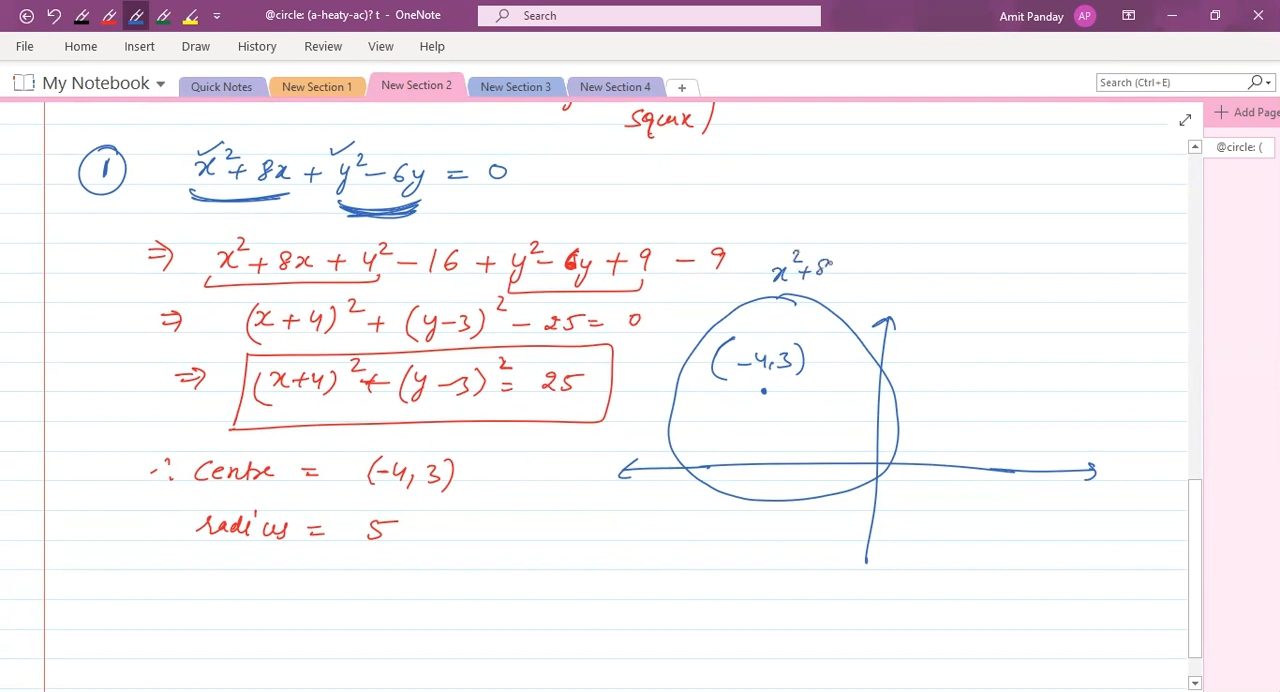 @circle: (a-heaty-ac)? t - OneNote
Search
Amit Panday AP
File Home Insert Draw History Review View Help
My Notebook Quick Notes New Section 1 New Section 2 New Section 3 New Section 4 +
Search (Ctrl+E)
+ Add Page
@circle: (
squax)
① x² + 8x + y² - 6y = 0
⇒ x² + 8x + 4² - 16 + y² - 6y + 9 - 9
x² + 8
⇒ (x+4)² + (y-3)² - 25 = 0
(-4,3)
⇒ (x+4)² + (y-3)² = 25
∴ Centre = (-4, 3)
radius = 5